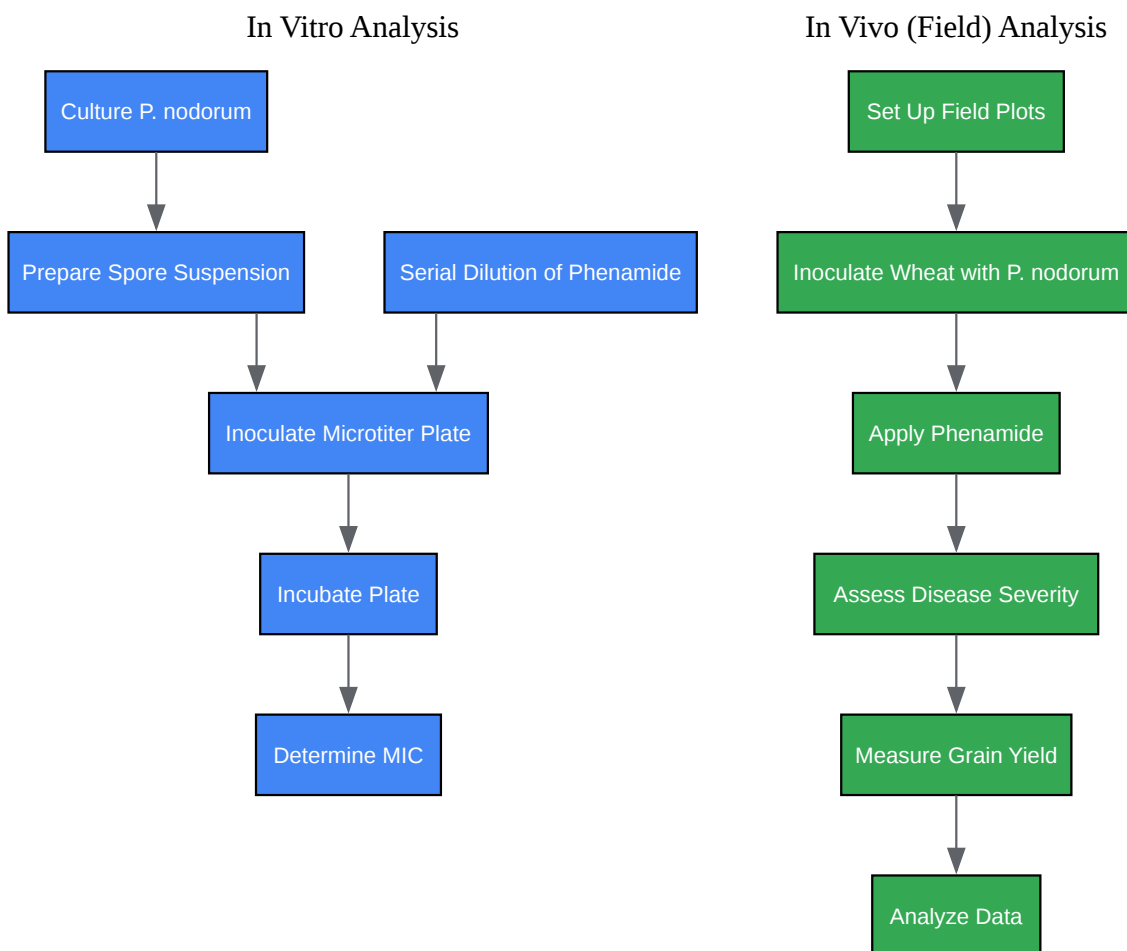 In Vitro Analysis
Culture P. nodorum
Prepare Spore Suspension
Serial Dilution of Phenamide
Inoculate Microtiter Plate
Incubate Plate
Determine MIC
In Vivo (Field) Analysis
Set Up Field Plots
Inoculate Wheat with P. nodorum
Apply Phenamide
Assess Disease Severity
Measure Grain Yield
Analyze Data